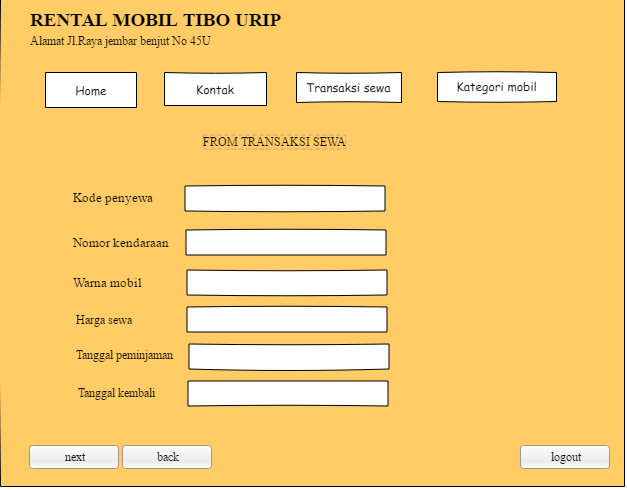 RENTAL MOBIL TIBO URIP
Alamat Jl.Raya jembar benjut No 45U
Home Kontak Transaksi sewa Kategori mobil
FROM TRANSAKSI SEWA
Kode penyewa
Nomor kendaraan
Warna mobil
Harga sewa
Tanggal peminjaman
Tanggal kembali
next back logout